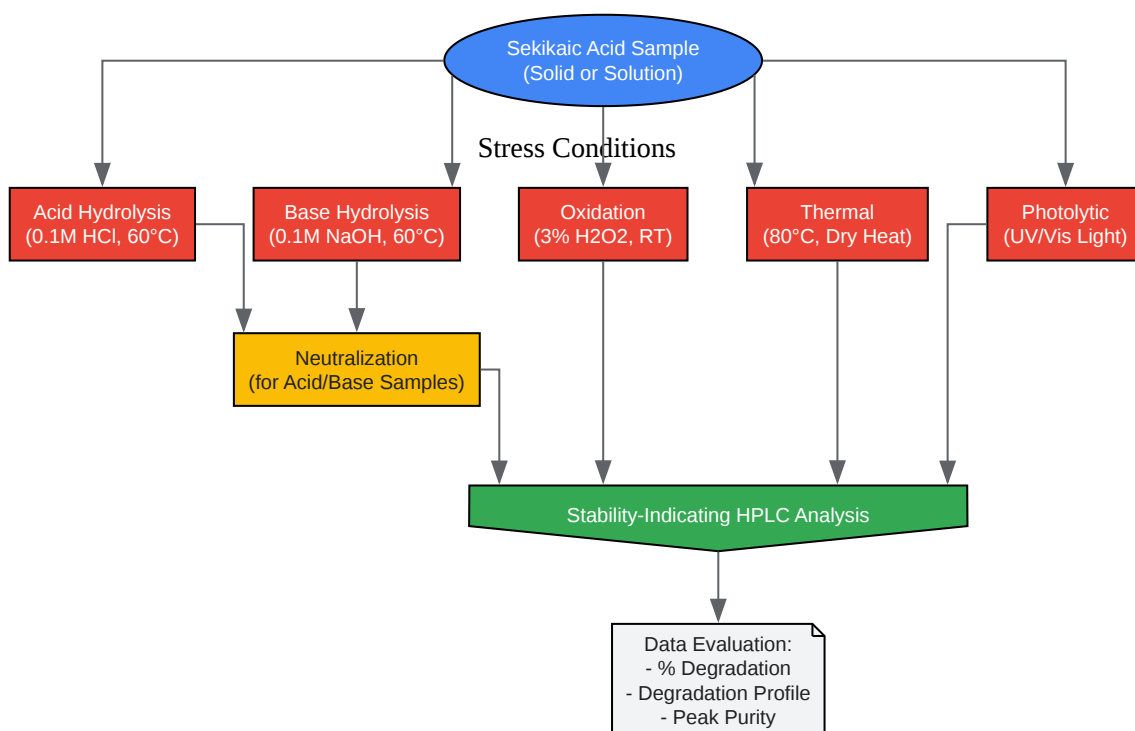 Sekikaic Acid Sample
(Solid or Solution)
Stress Conditions
Acid Hydrolysis
(0.1M HCl, 60°C)
Base Hydrolysis
(0.1M NaOH, 60°C)
Oxidation
(3% H2O2, RT)
Thermal
(80°C, Dry Heat)
Photolytic
(UV/Vis Light)
Neutralization
(for Acid/Base Samples)
Stability-Indicating HPLC Analysis
Data Evaluation:
- % Degradation
- Degradation Profile
- Peak Purity